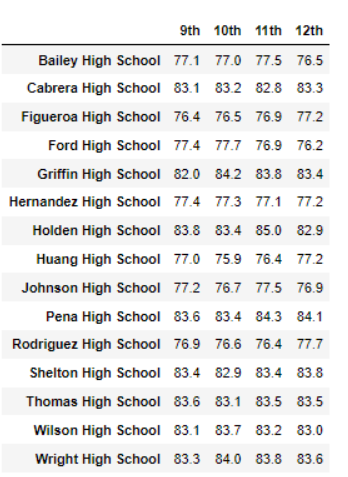 9th 10th 11th 12th
Bailey High School 77.1 77.0 77.5 76.5
Cabrera High School 83.1 83.2 82.8 83.3
Figueroa High School 76.4 76.5 76.9 77.2
Ford High School 77.4 77.7 76.9 76.2
Griffin High School 82.0 84.2 83.8 83.4
Hernandez High School 77.4 77.3 77.1 77.2
Holden High School 83.8 83.4 85.0 82.9
Huang High School 77.0 75.9 76.4 77.2
Johnson High School 77.2 76.7 77.5 76.9
Pena High School 83.6 83.4 84.3 84.1
Rodriguez High School 76.9 76.6 76.4 77.7
Shelton High School 83.4 82.9 83.4 83.8
Thomas High School 83.6 83.1 83.5 83.5
Wilson High School 83.1 83.7 83.2 83.0
Wright High School 83.3 84.0 83.8 83.6